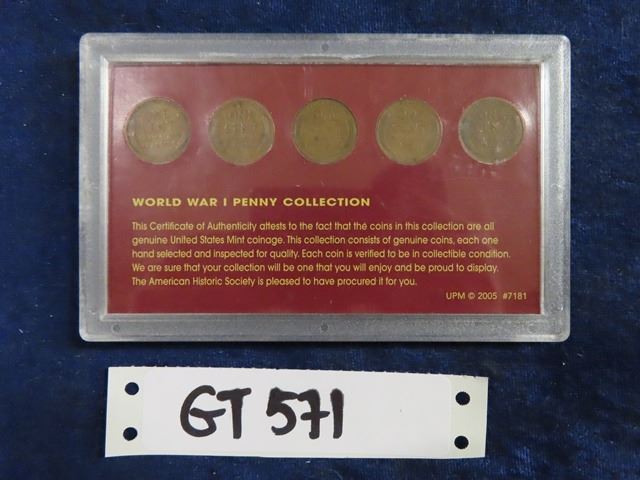 WORLD WAR I PENNY COLLECTION
This Certificate of Authenticity attests to the fact that the coins in this collection are all
genuine United States Mint coinage. This collection consists of genuine coins, each one
hand selected and inspected for quality. Each coin is verified to be in collectible condition.
We are sure that your collection will be one that you will enjoy and be proud to display.
The American Historic Society is pleased to have procured it for you.
UPM © 2005 #7181
GT 571